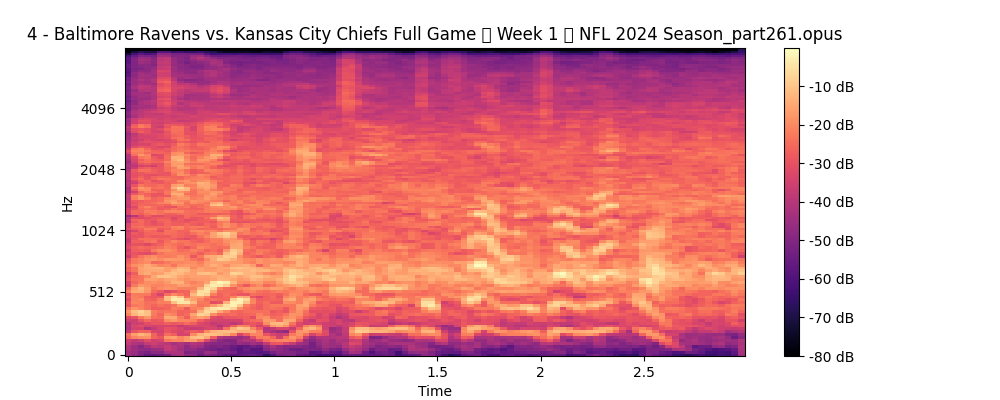 4 - Baltimore Ravens vs. Kansas City Chiefs Full Game ▯ Week 1 ▯ NFL 2024 Season_part261.opus
4096
2048
1024
512
0
Hz
0
0.5
1
1.5
2
2.5
Time
-10 dB
-20 dB
-30 dB
-40 dB
-50 dB
-60 dB
-70 dB
-80 dB